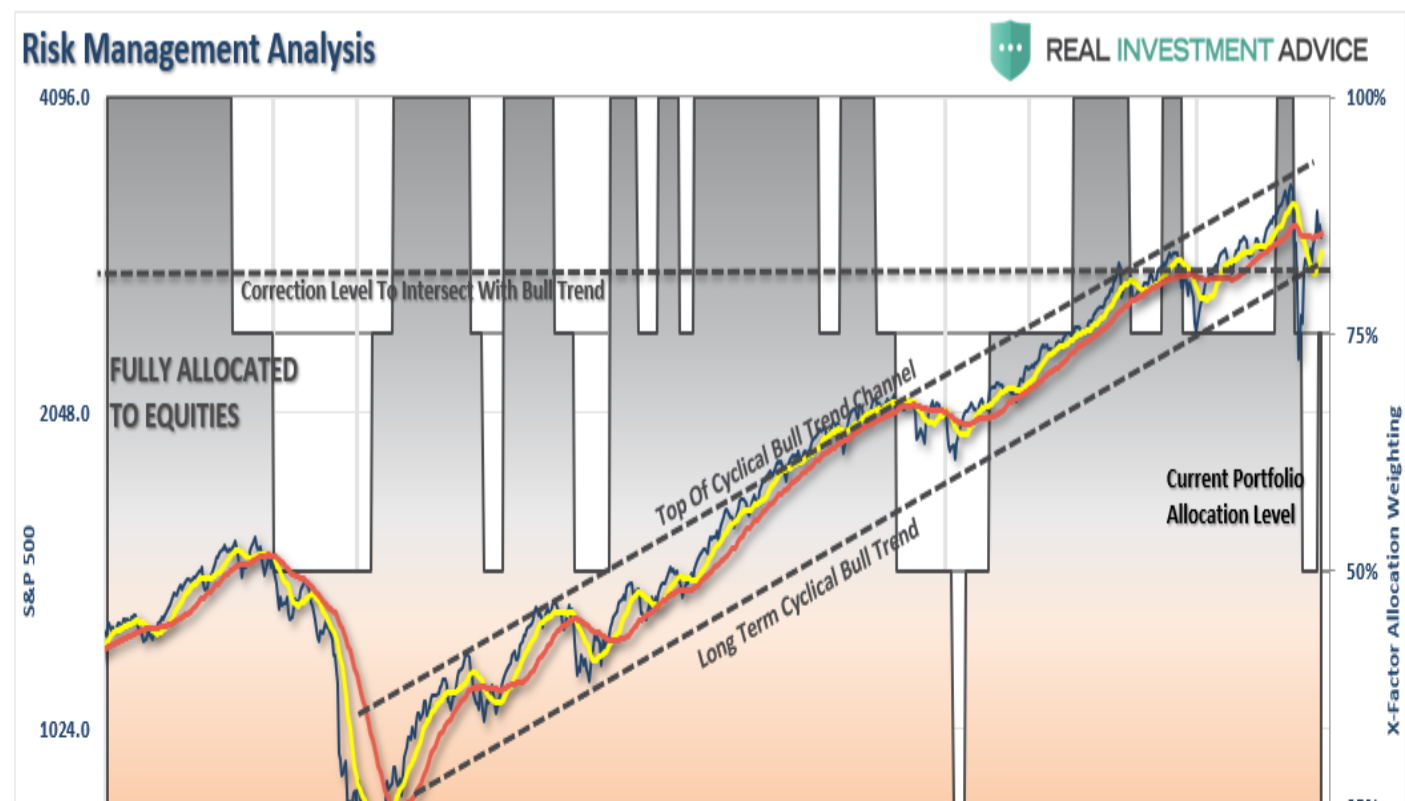 Risk Management Analysis
REAL INVESTMENT ADVICE
4096.0
100%
Correction Level To Intersect With Bull Trend
75%
FULLY ALLOCATED
TO EQUITIES
2048.0
Top Of Cyclical Bull Trend Channel
Long Term Cyclical Bull Trend
Current Portfolio
Allocation Level
S&P 500
50%
X-Factor Allocation Weighting
1024.0